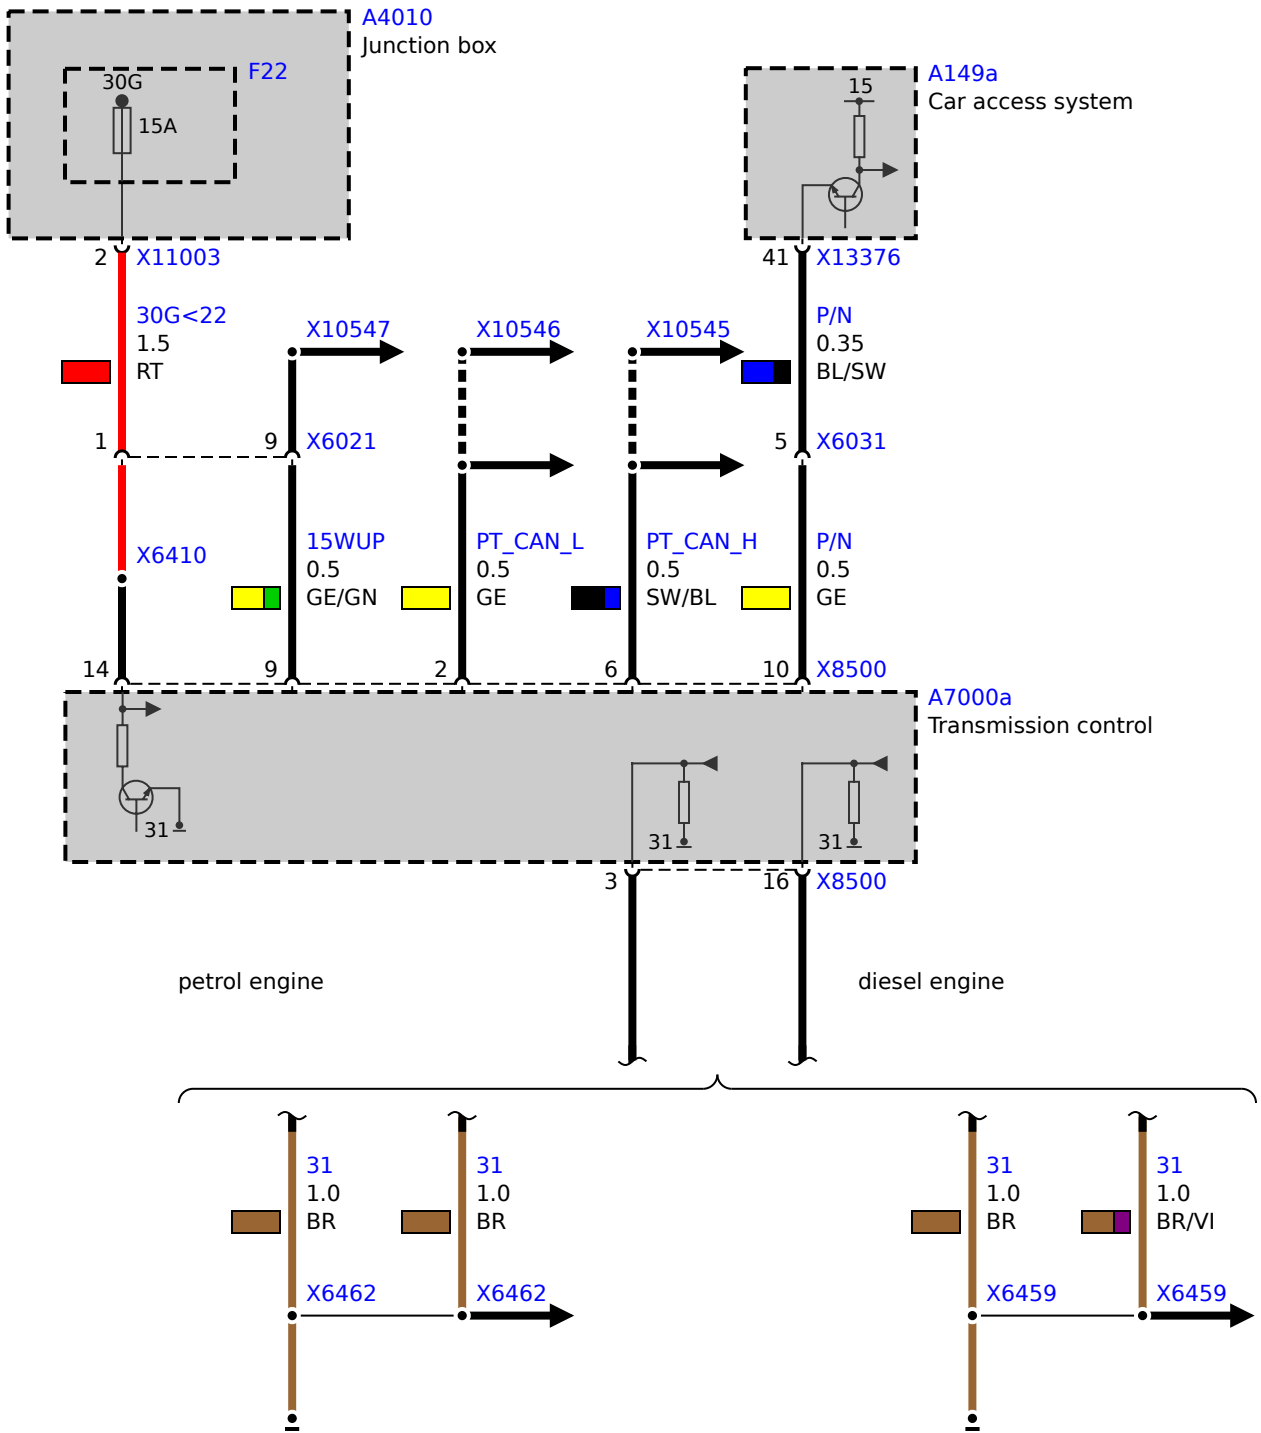 A4010
Junction box
F22
30G
15A
A149a
Car access system
15
2 X11003
41 X13376
30G<22
1.5
RT
X10547
X10546
X10545
P/N
0.35
BL/SW
1
9 X6021
5 X6031
X6410
15WUP
0.5
GE/GN
PT_CAN_L
0.5
GE
PT_CAN_H
0.5
SW/BL
P/N
0.5
GE
14
9
2
6
10 X8500
A7000a
Transmission control
31
31
31
3
16 X8500
petrol engine
diesel engine
31
1.0
BR
31
1.0
BR
31
1.0
BR
31
1.0
BR/VI
X6462
X6462
X6459
X6459